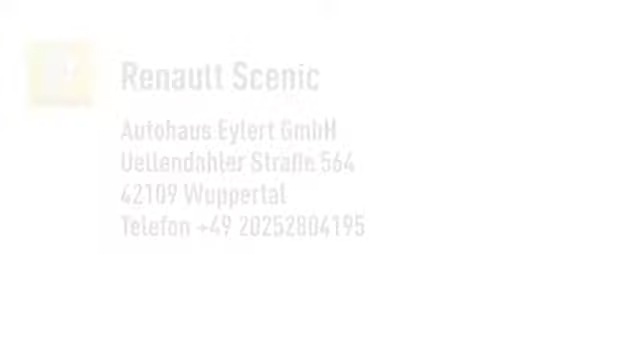 Renault Scenic
Autohaus Eylert GmbH
Uellendahler Straße 564
42109 Wuppertal
Telefon +49 20252804195